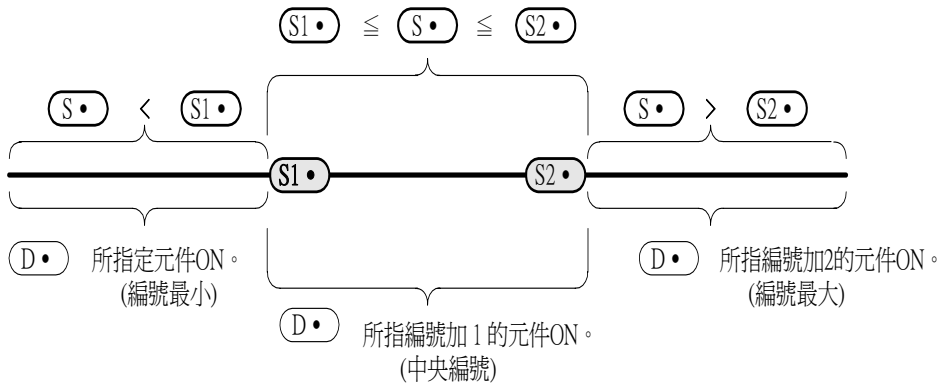 S1• ≦ S• ≦ S2•
S• < S1•
S• > S2•
S1•
S2•
D• 所指定元件ON。
(編號最小)
D• 所指編號加1的元件ON。
(中央編號)
D• 所指編號加2的元件ON。
(編號最大)